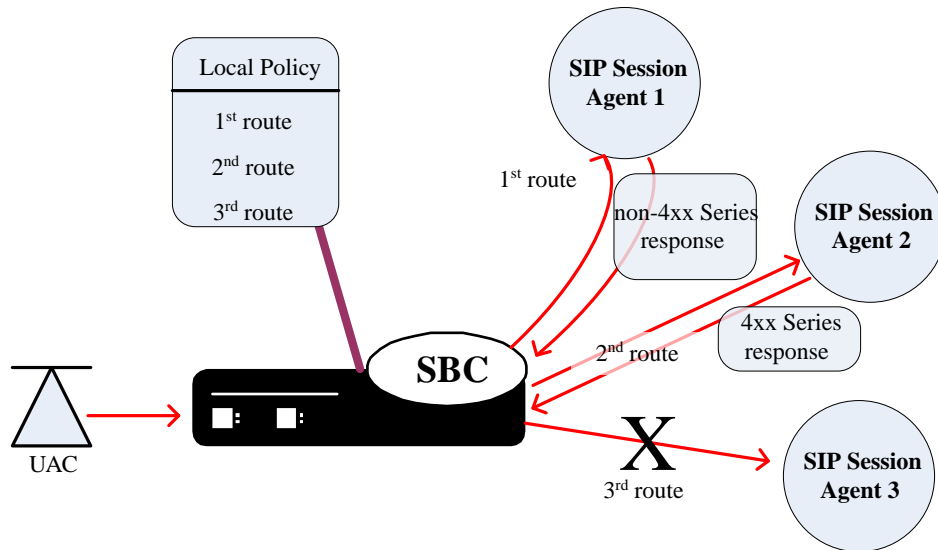 Local Policy
1st route
2nd route
3rd route
SIP Session
Agent 1
1st route
non-4xx Series
response
SIP Session
Agent 2
4xx Series
response
2nd route
SBC
UAC
X
3rd route
SIP Session
Agent 3